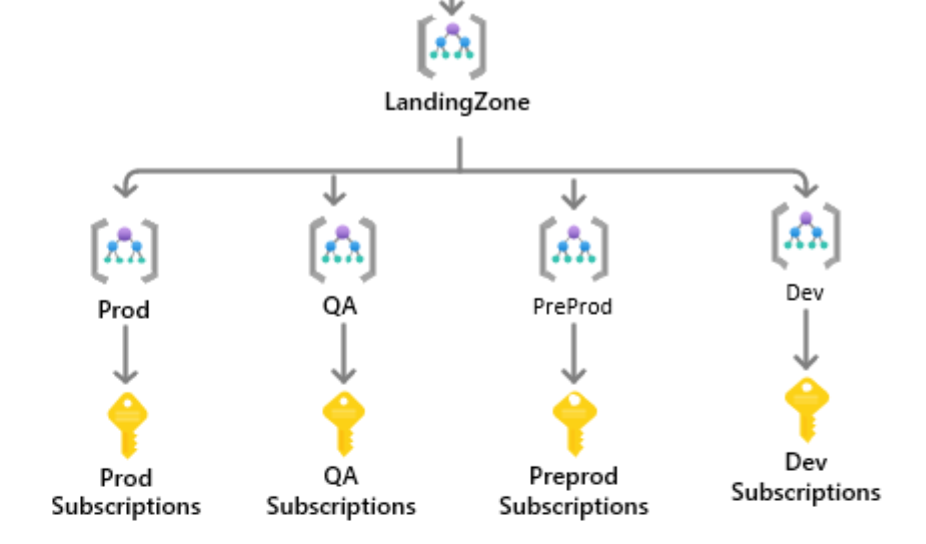 LandingZone
Prod
QA
PreProd
Dev
Prod
Subscriptions
QA
Subscriptions
Preprod
Subscriptions
Dev
Subscriptions